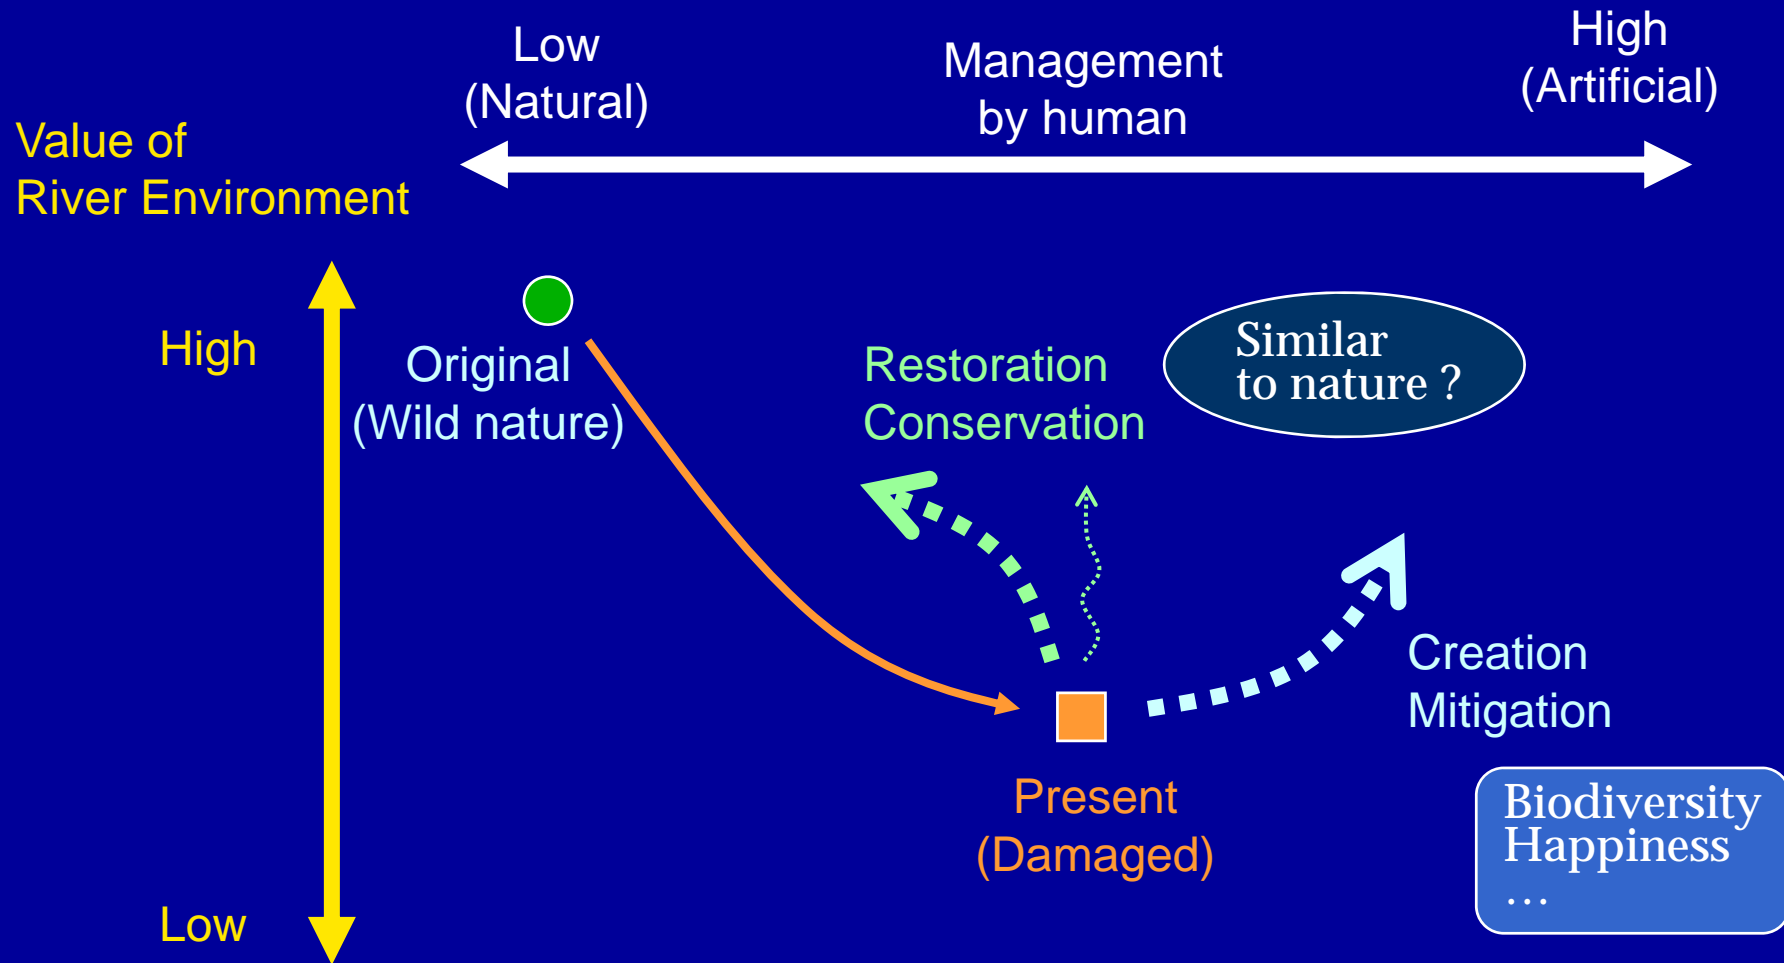 Low
(Natural)
Management
by human
High
(Artificial)
Value of
River Environment
High
Original
(Wild nature)
Restoration
Conservation
Similar
to nature ?
Creation
Mitigation
Present
(Damaged)
Biodiversity
Happiness
…
Low